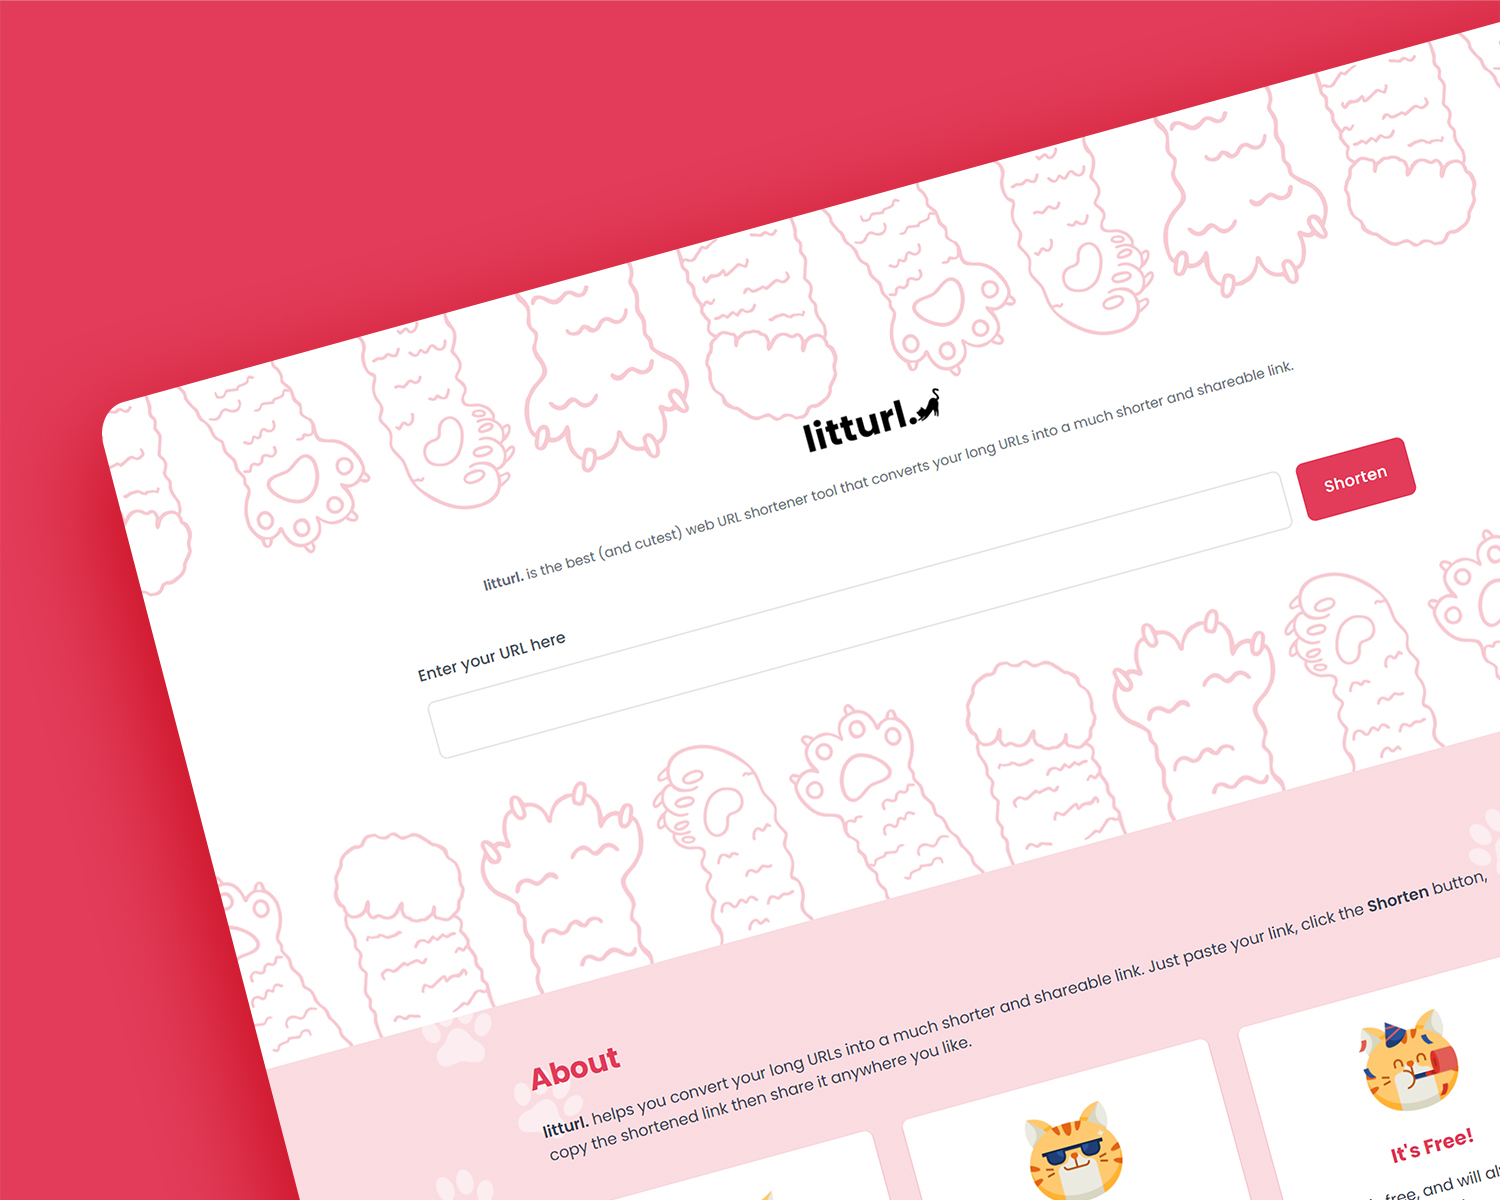 litturl.
litturl. is the best (and cutest) web URL shortener tool that converts your long URLs into a much shorter and shareable link.
Enter your URL here
Shorten
About
litturl. helps you convert your long URLs into a much shorter and shareable link. Just paste your link, click the Shorten button,
copy the shortened link then share it anywhere you like.
It's Free!
free, and will